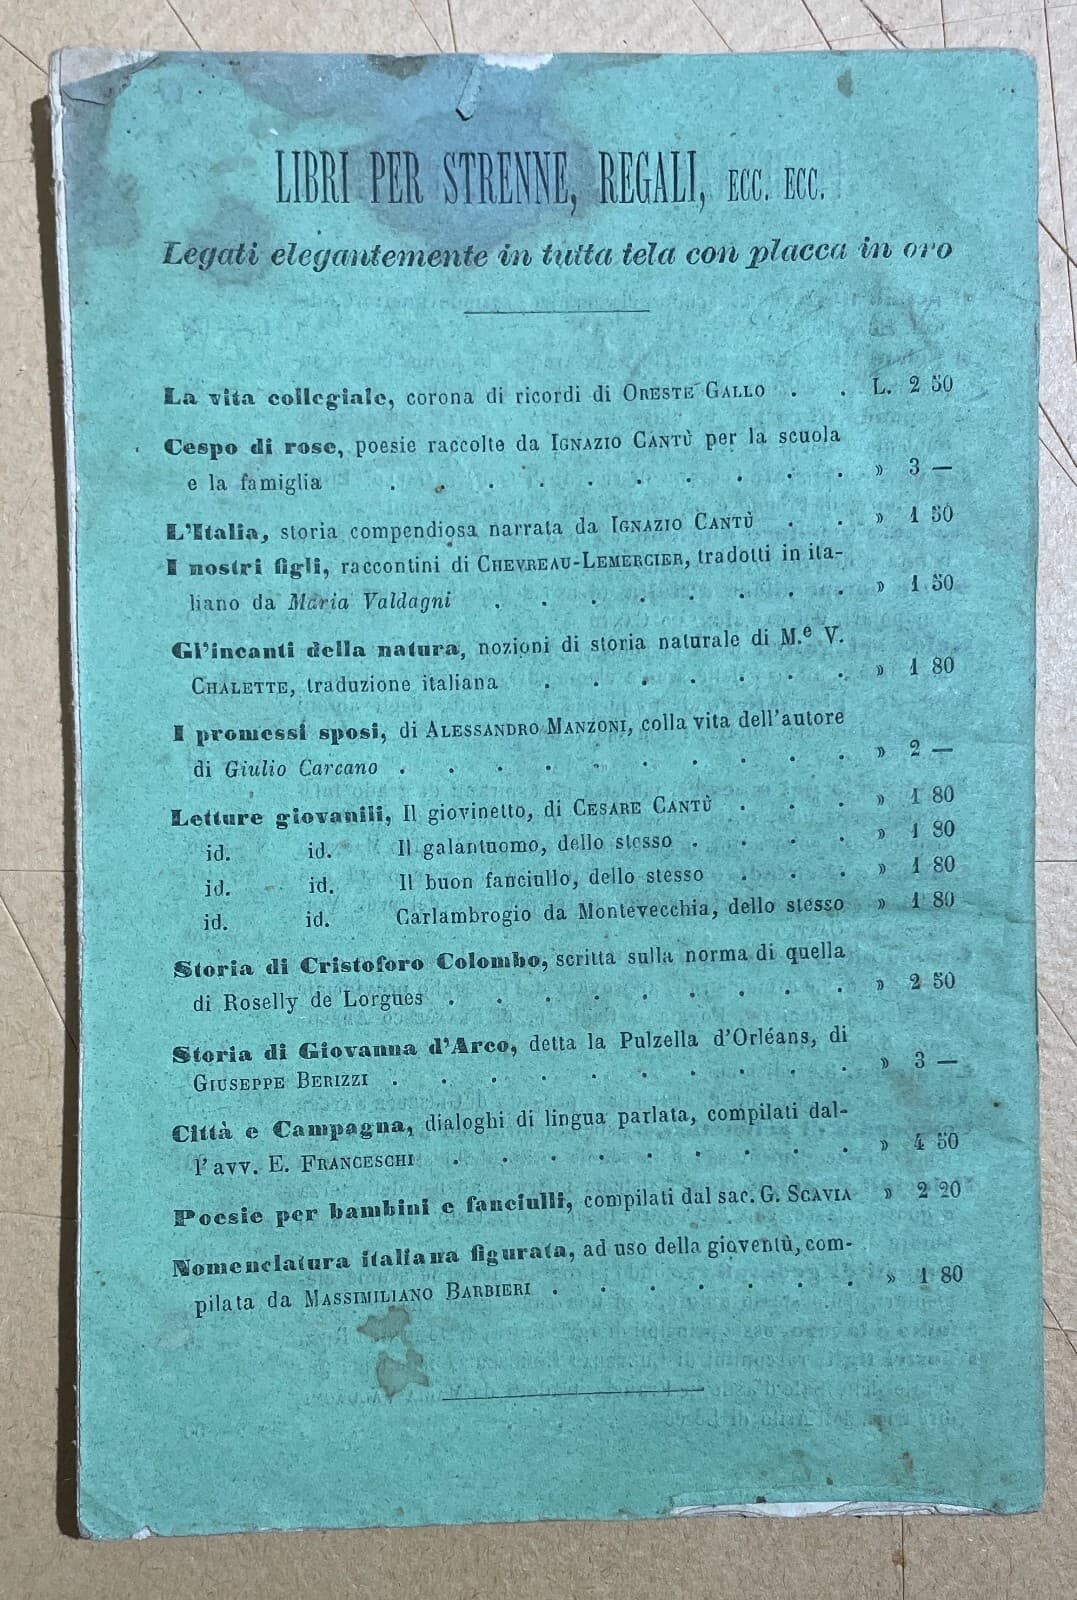 LIBRI PER STRENNE, REGALI, ECC. ECC.
Legati elegantemente in tutta tela con placca in oro
La vita collegiale, corona di ricordi di ORESTE GALLO . . L. 2 50
Cespo di rose, poesie raccolte da IGNAZIO CANTÙ per la scuola
e la famiglia . . . . . . . . . . » 3 —
L'Italia, storia compendiosa narrata da IGNAZIO CANTÙ . . » 1 50
I nostri figli, raccontini di CHEVREAU-LEMERCIER, tradotti in ita-
liano da Maria Valdagni . . . . . . . . » 1 50
Gl'incanti della natura, nozioni di storia naturale di M.e V.
CHALETTE, traduzione italiana . . . . . . . » 1 80
I promessi sposi, di ALESSANDRO MANZONI, colla vita dell'autore
di Giulio Carcano . . . . . . . . . . » 2 —
Letture giovanili, Il giovinetto, di CESARE CANTÙ . . . » 1 80
id. id. Il galantuomo, dello stesso . . . . » 1 80
id. id. Il buon fanciullo, dello stesso . . . » 1 80
id. id. Carlambrogio da Montevecchia, dello stesso » 1 80
Storia di Cristoforo Colombo, scritta sulla norma di quella
di Roselly de Lorgues . . . . . . . . . » 2 50
Storia di Giovanna d'Arco, detta la Pulzella d'Orléans, di
GIUSEPPE BERIZZI . . . . . . . . . . » 3 —
Città e Campagna, dialoghi di lingua parlata, compilati dal-
l'avv. E. FRANCESCHI . . . . . . . . . » 4 50
Poesie per bambini e fanciulli, compilati dal sac. G. SCAVIA » 2 20
Nomenclatura italiana figurata, ad uso della gioventù, com-
pilata da MASSIMILIANO BARBIERI . . . . . . . » 1 80